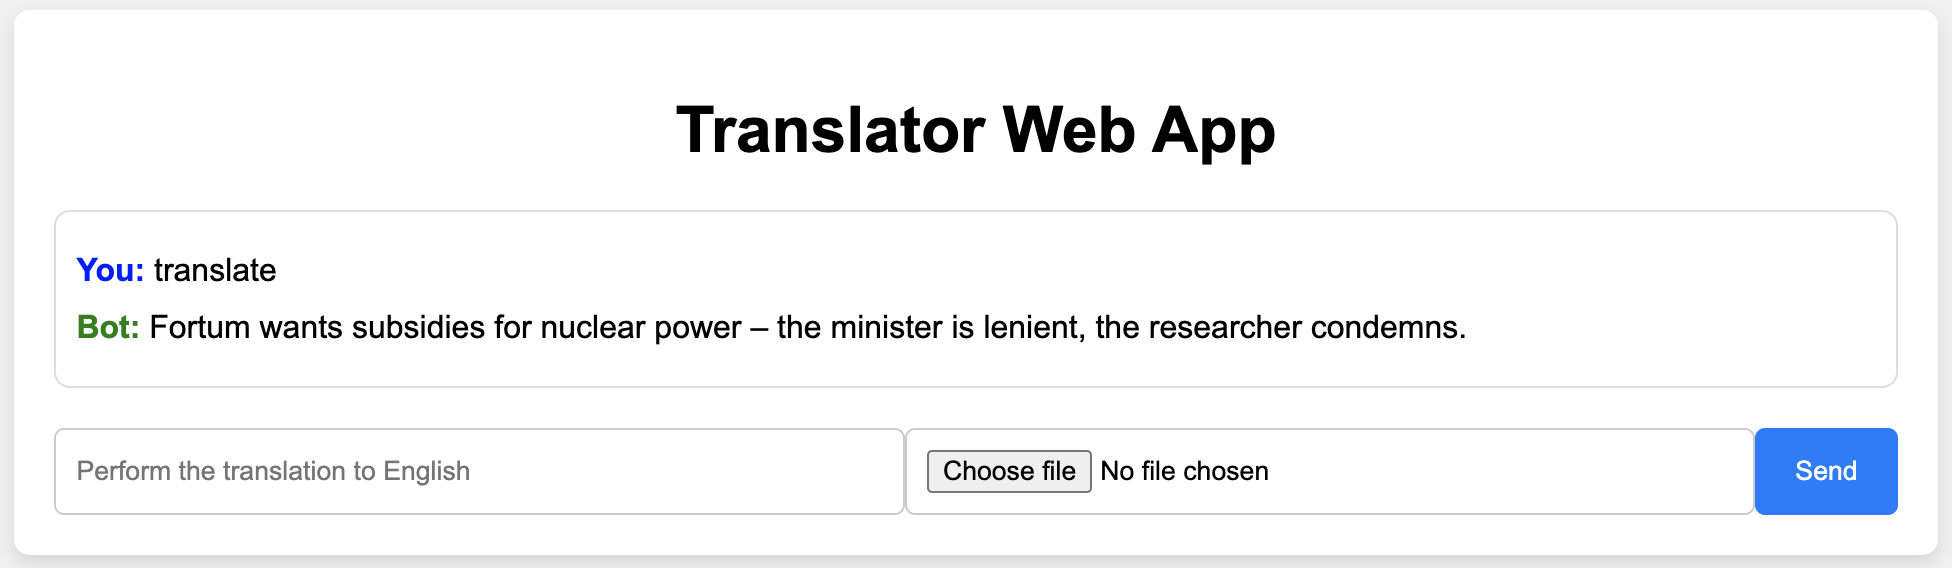 Translator Web App
You: translate
Bot: Fortum wants subsidies for nuclear power – the minister is lenient, the researcher condemns.
Perform the translation to English
Choose file No file chosen
Send